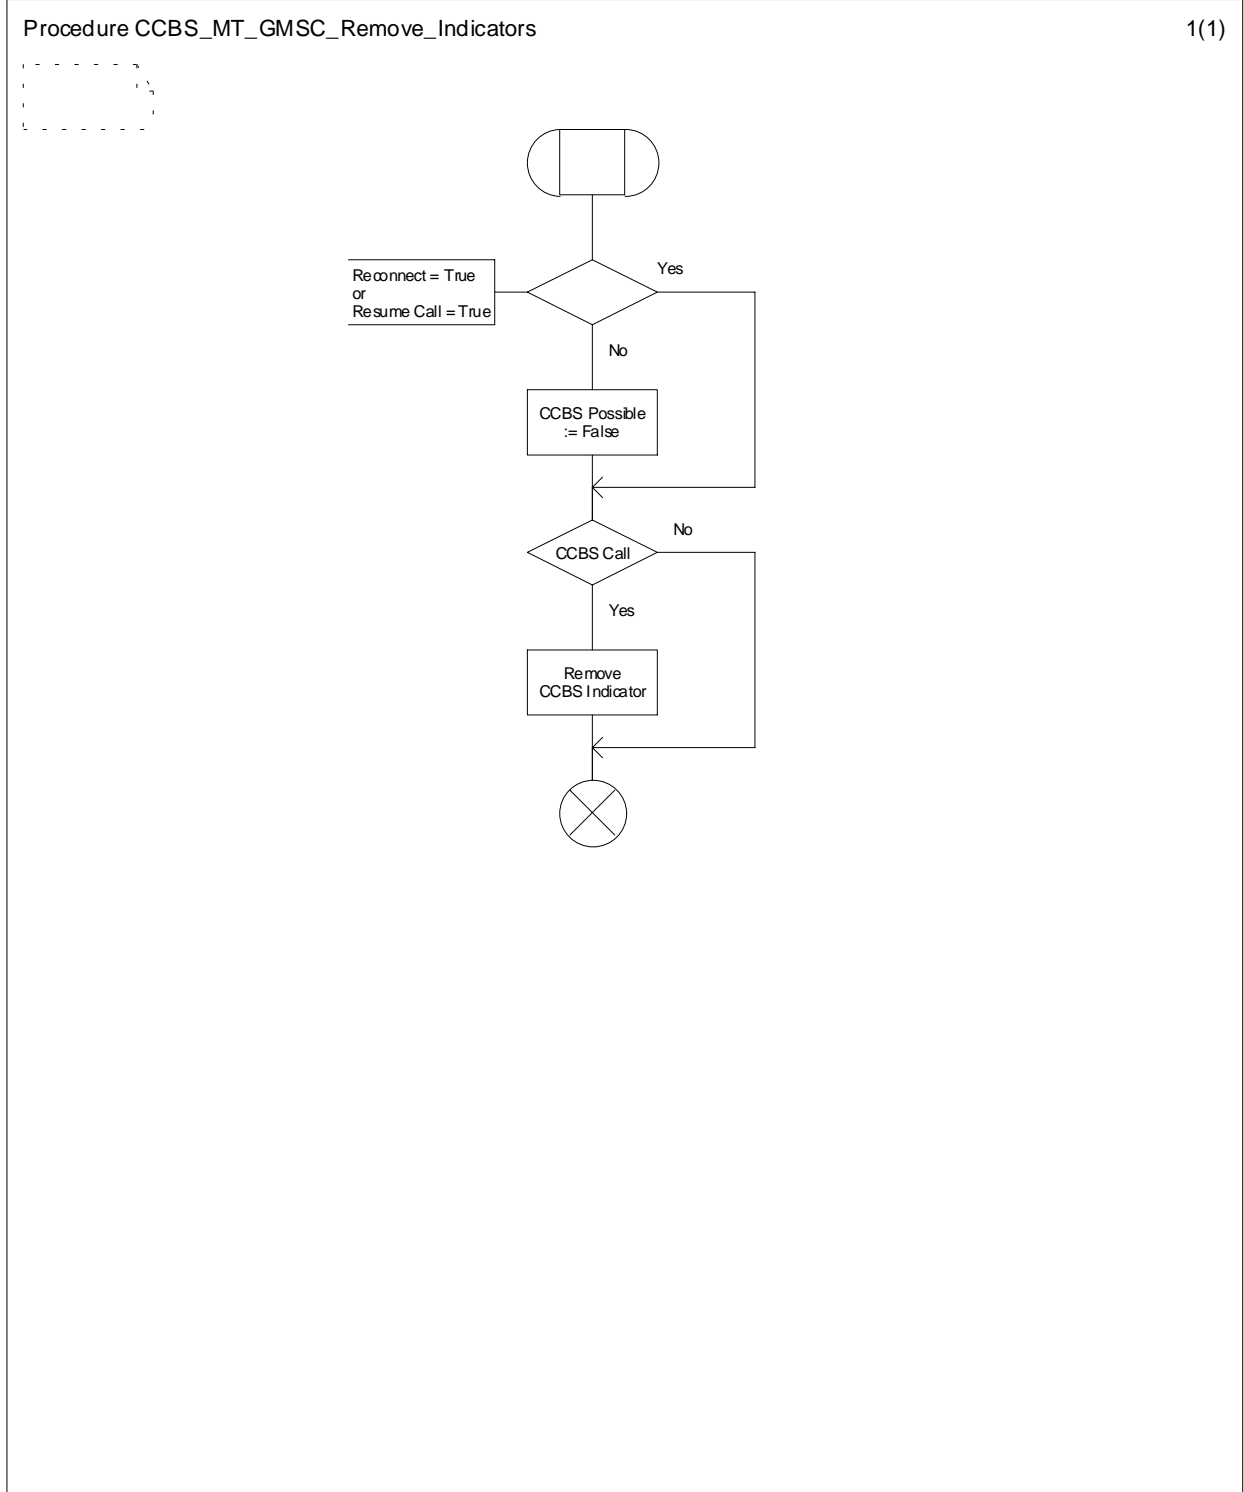 Procedure CCBS_MT_GMSC_Remove_Indicators
1(1)
Reconnect = True
or
Resume Call = True
Yes
No
CCBS Possible
:= False
CCBS Call
No
Yes
Remove
CCBS Indicator